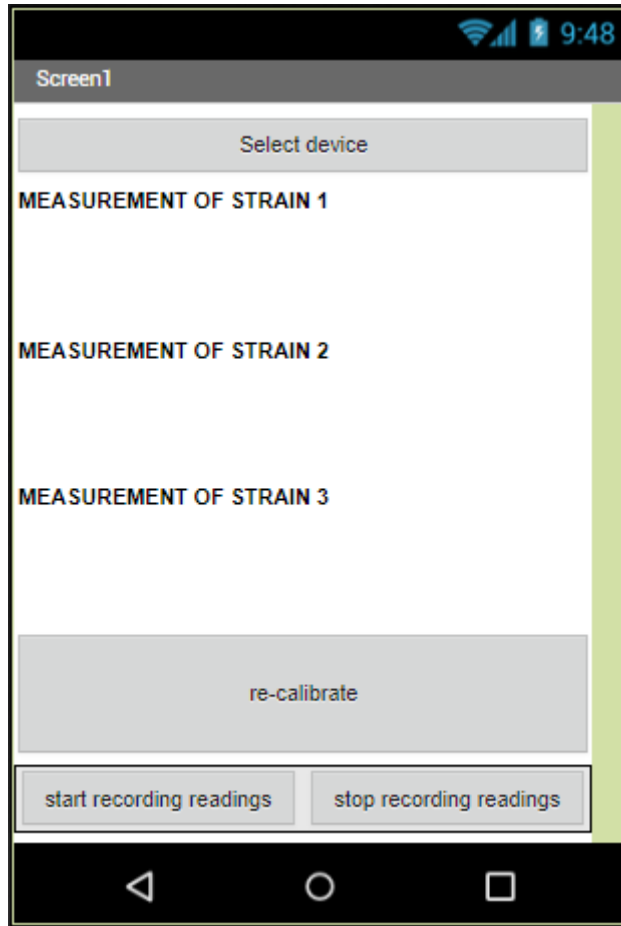 9:48
Screen1
Select device
MEASUREMENT OF STRAIN 1
MEASUREMENT OF STRAIN 2
MEASUREMENT OF STRAIN 3
re-calibrate
start recording readings stop recording readings